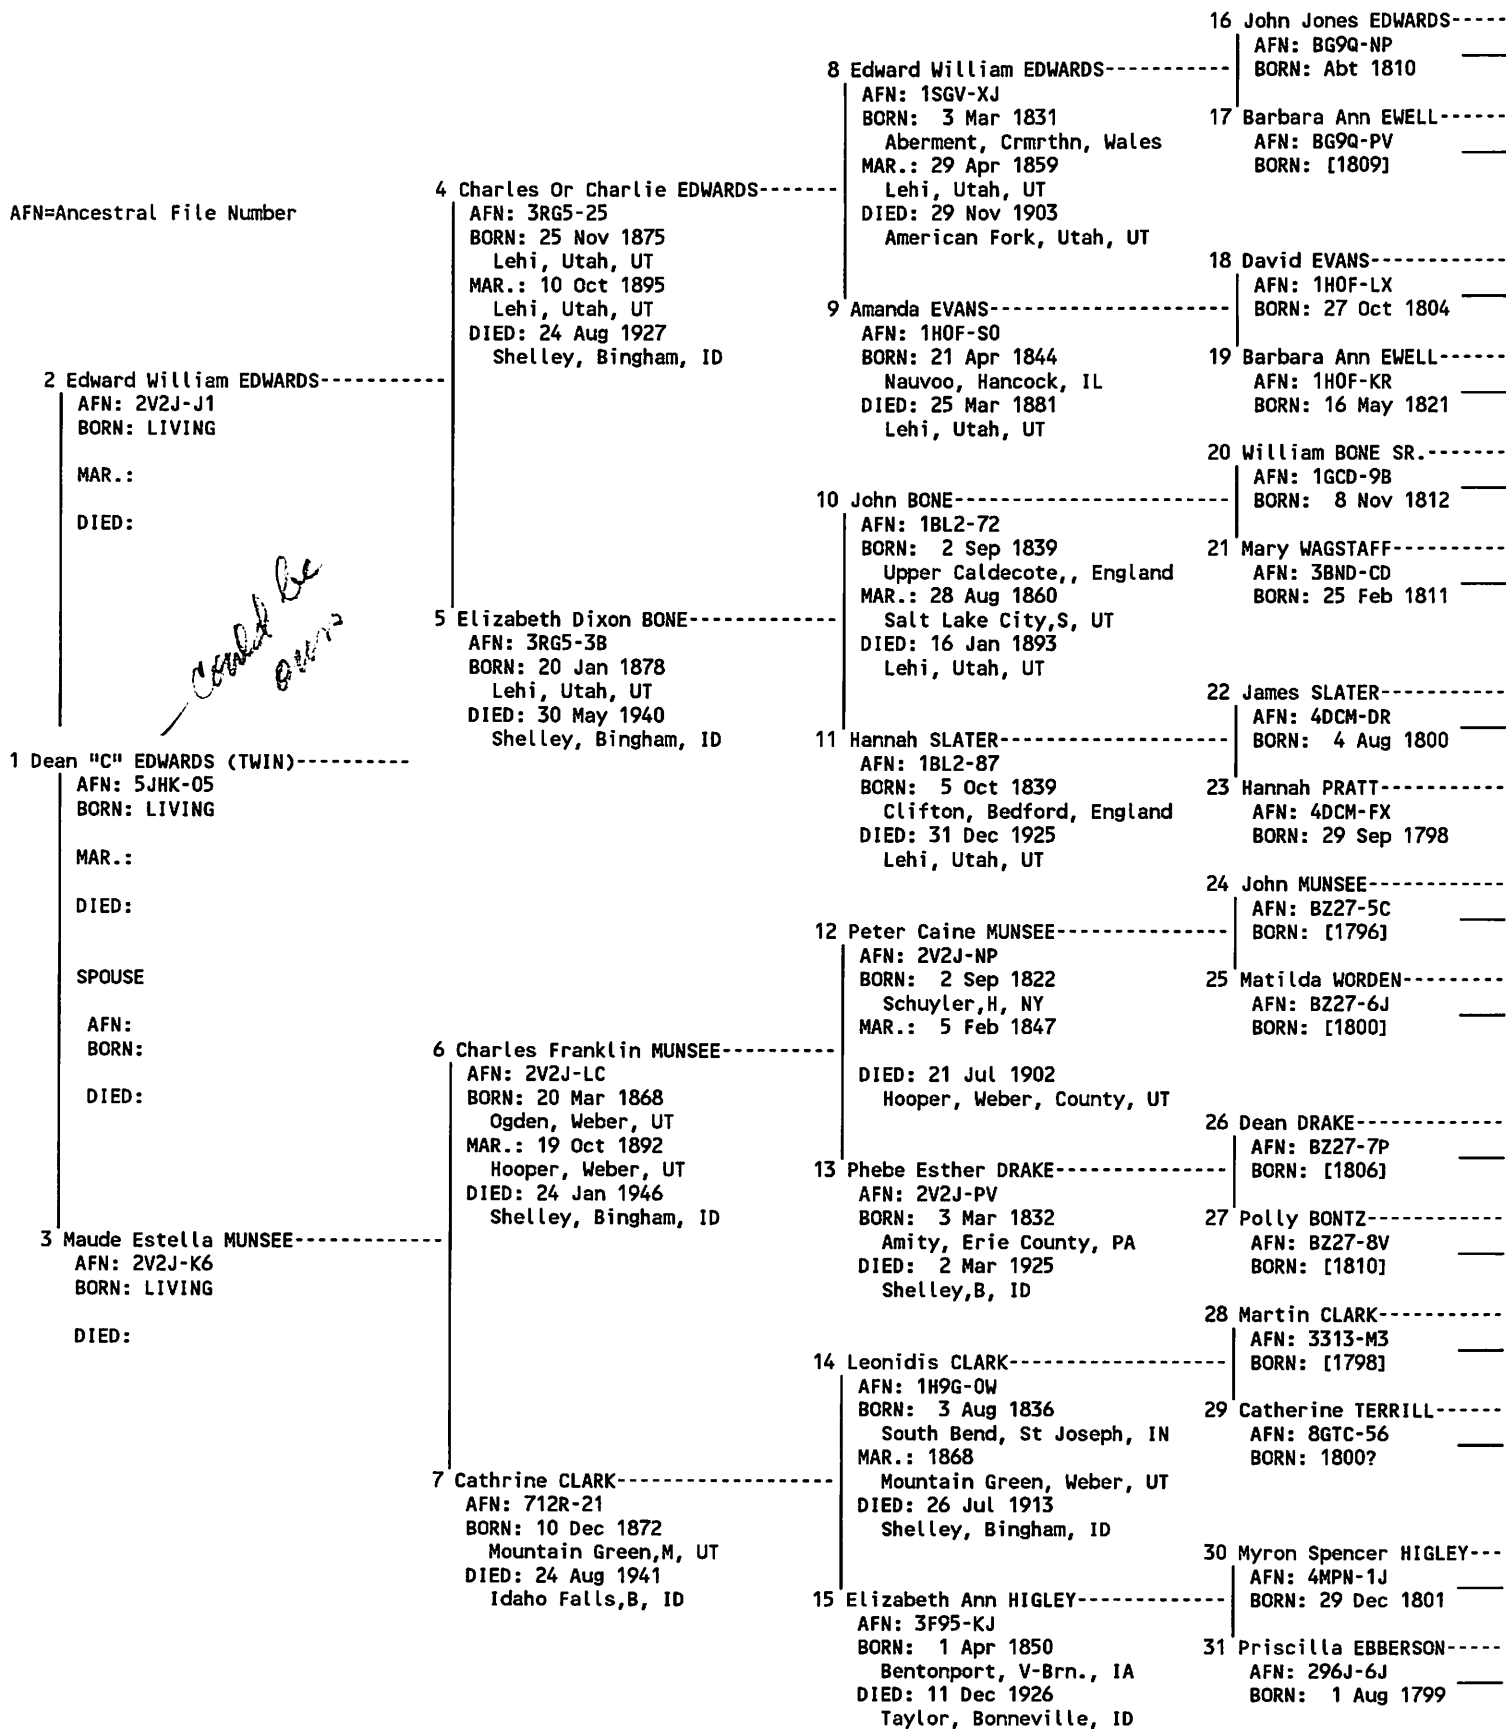 AFN=Ancestral File Number
1 Dean "C" EDWARDS (TWIN)----------
AFN: 5JHK-05
BORN: LIVING
MAR.:
DIED:
SPOUSE
AFN:
BORN:
DIED:
could be
ours
2 Edward William EDWARDS-----------
AFN: 2V2J-J1
BORN: LIVING
MAR.:
DIED:
3 Maude Estella MUNSEE-------------
AFN: 2V2J-K6
BORN: LIVING
DIED:
4 Charles Or Charlie EDWARDS-------
AFN: 3RG5-25
BORN: 25 Nov 1875
Lehi, Utah, UT
MAR.: 10 Oct 1895
Lehi, Utah, UT
DIED: 24 Aug 1927
Shelley, Bingham, ID
5 Elizabeth Dixon BONE-------------
AFN: 3RG5-3B
BORN: 20 Jan 1878
Lehi, Utah, UT
DIED: 30 May 1940
Shelley, Bingham, ID
6 Charles Franklin MUNSEE----------
AFN: 2V2J-LC
BORN: 20 Mar 1868
Ogden, Weber, UT
MAR.: 19 Oct 1892
Hooper, Weber, UT
DIED: 24 Jan 1946
Shelley, Bingham, ID
7 Cathrine CLARK-------------------
AFN: 712R-21
BORN: 10 Dec 1872
Mountain Green,M, UT
DIED: 24 Aug 1941
Idaho Falls,B, ID
8 Edward William EDWARDS-----------
AFN: 1SGV-XJ
BORN: 3 Mar 1831
Aberment, Crmrthn, Wales
MAR.: 29 Apr 1859
Lehi, Utah, UT
DIED: 29 Nov 1903
American Fork, Utah, UT
9 Amanda EVANS---------------------
AFN: 1HOF-SO
BORN: 21 Apr 1844
Nauvoo, Hancock, IL
DIED: 25 Mar 1881
Lehi, Utah, UT
10 John BONE------------------------
AFN: 1BL2-72
BORN: 2 Sep 1839
Upper Caldecote,, England
MAR.: 28 Aug 1860
Salt Lake City,S, UT
DIED: 16 Jan 1893
Lehi, Utah, UT
11 Hannah SLATER--------------------
AFN: 1BL2-87
BORN: 5 Oct 1839
Clifton, Bedford, England
DIED: 31 Dec 1925
Lehi, Utah, UT
12 Peter Caine MUNSEE---------------
AFN: 2V2J-NP
BORN: 2 Sep 1822
Schuyler,H, NY
MAR.: 5 Feb 1847
DIED: 21 Jul 1902
Hooper, Weber, County, UT
13 Phebe Esther DRAKE---------------
AFN: 2V2J-PV
BORN: 3 Mar 1832
Amity, Erie County, PA
DIED: 2 Mar 1925
Shelley,B, ID
14 Leonidis CLARK-------------------
AFN: 1H9G-OW
BORN: 3 Aug 1836
South Bend, St Joseph, IN
MAR.: 1868
Mountain Green, Weber, UT
DIED: 26 Jul 1913
Shelley, Bingham, ID
15 Elizabeth Ann HIGLEY-------------
AFN: 3F95-KJ
BORN: 1 Apr 1850
Bentonport, V-Brn., IA
DIED: 11 Dec 1926
Taylor, Bonneville, ID
16 John Jones EDWARDS-----
AFN: BG9Q-NP
BORN: Abt 1810
17 Barbara Ann EWELL------
AFN: BG9Q-PV
BORN: [1809]
18 David EVANS------------
AFN: 1HOF-LX
BORN: 27 Oct 1804
19 Barbara Ann EWELL------
AFN: 1HOF-KR
BORN: 16 May 1821
20 William BONE SR.-------
AFN: 1GCD-9B
BORN: 8 Nov 1812
21 Mary WAGSTAFF----------
AFN: 3BND-CD
BORN: 25 Feb 1811
22 James SLATER-----------
AFN: 4DCM-DR
BORN: 4 Aug 1800
23 Hannah PRATT-----------
AFN: 4DCM-FX
BORN: 29 Sep 1798
24 John MUNSEE------------
AFN: BZ27-5C
BORN: [1796]
25 Matilda WORDEN---------
AFN: BZ27-6J
BORN: [1800]
26 Dean DRAKE-------------
AFN: BZ27-7P
BORN: [1806]
27 Polly BONTZ------------
AFN: BZ27-8V
BORN: [1810]
28 Martin CLARK-----------
AFN: 3313-M3
BORN: [1798]
29 Catherine TERRILL------
AFN: 8GTC-56
BORN: 1800?
30 Myron Spencer HIGLEY---
AFN: 4MPN-1J
BORN: 29 Dec 1801
31 Priscilla EBBERSON-----
AFN: 296J-6J
BORN: 1 Aug 1799